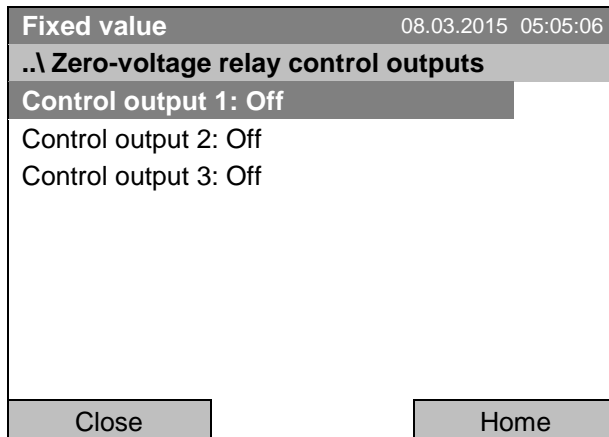 Fixed value 08.03.2015 05:05:06
..\ Zero-voltage relay control outputs
Control output 1: Off
Control output 2: Off
Control output 3: Off
Close Home